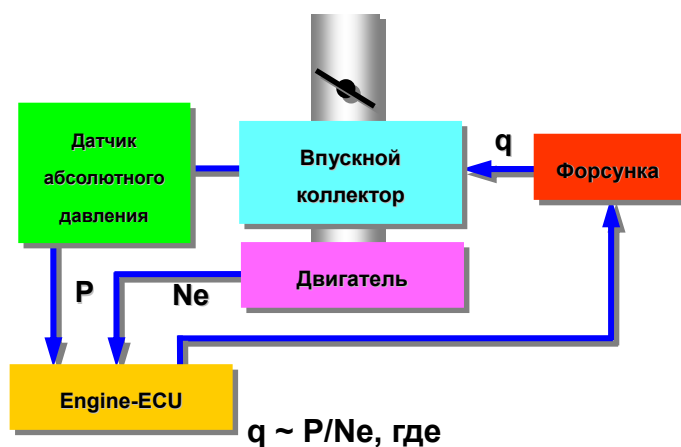 Датчик
абсолютного
давления
Впускной
коллектор
q
Форсунка
P
Ne
Двигатель
Engine-ECU
q ~ P/Ne, где